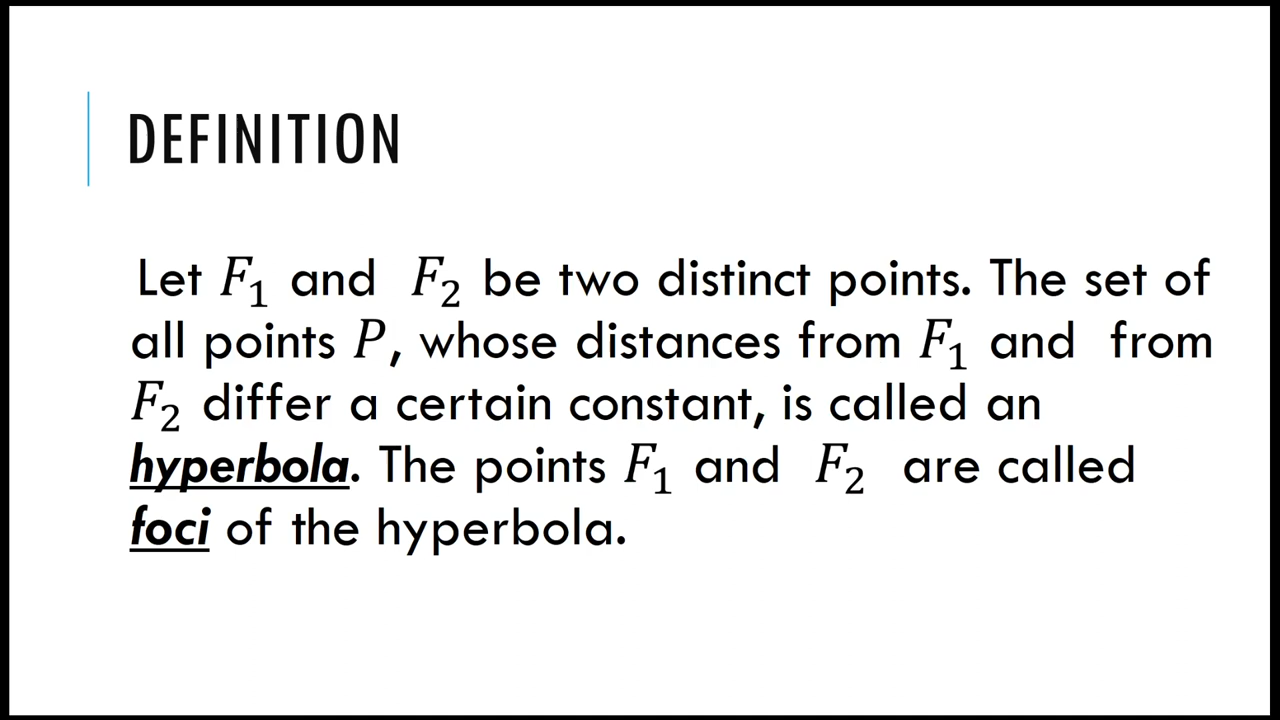 DEFINITION
Let F₁ and F₂ be two distinct points. The set of
all points P, whose distances from F₁ and from
F₂ differ a certain constant, is called an
hyperbola. The points F₁ and F₂ are called
foci of the hyperbola.